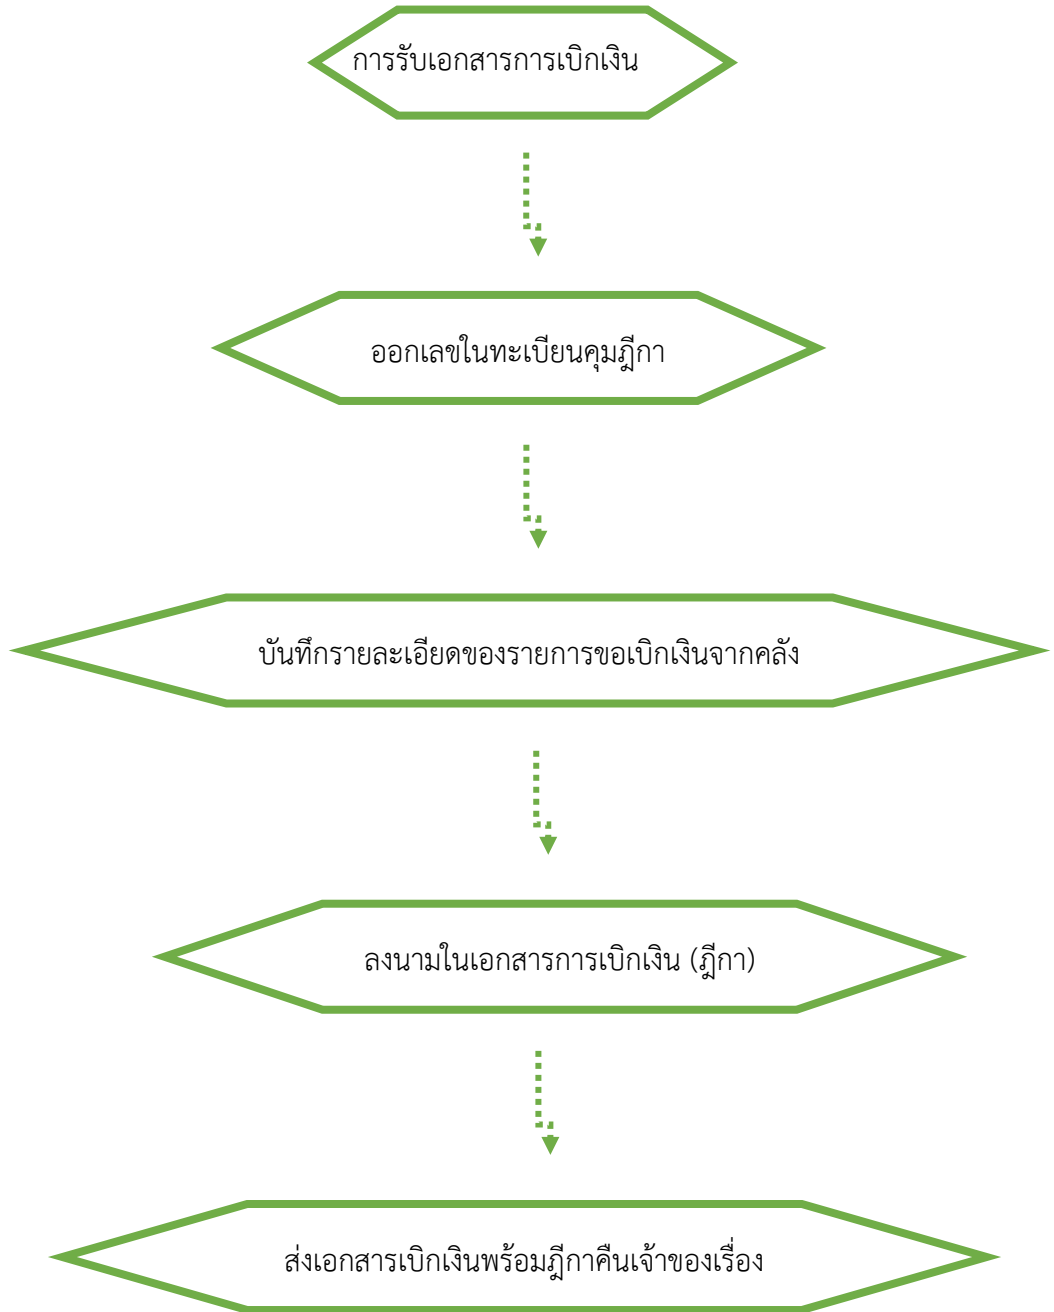 การรับเอกสารการเบิกเงิน
ออกเลขในทะเบียนคุมฎีกา
บันทึกรายละเอียดของรายการขอเบิกเงินจากคลัง
ลงนามในเอกสารการเบิกเงิน (ฎีกา)
ส่งเอกสารเบิกเงินพร้อมฎีกาคืนเจ้าของเรื่อง